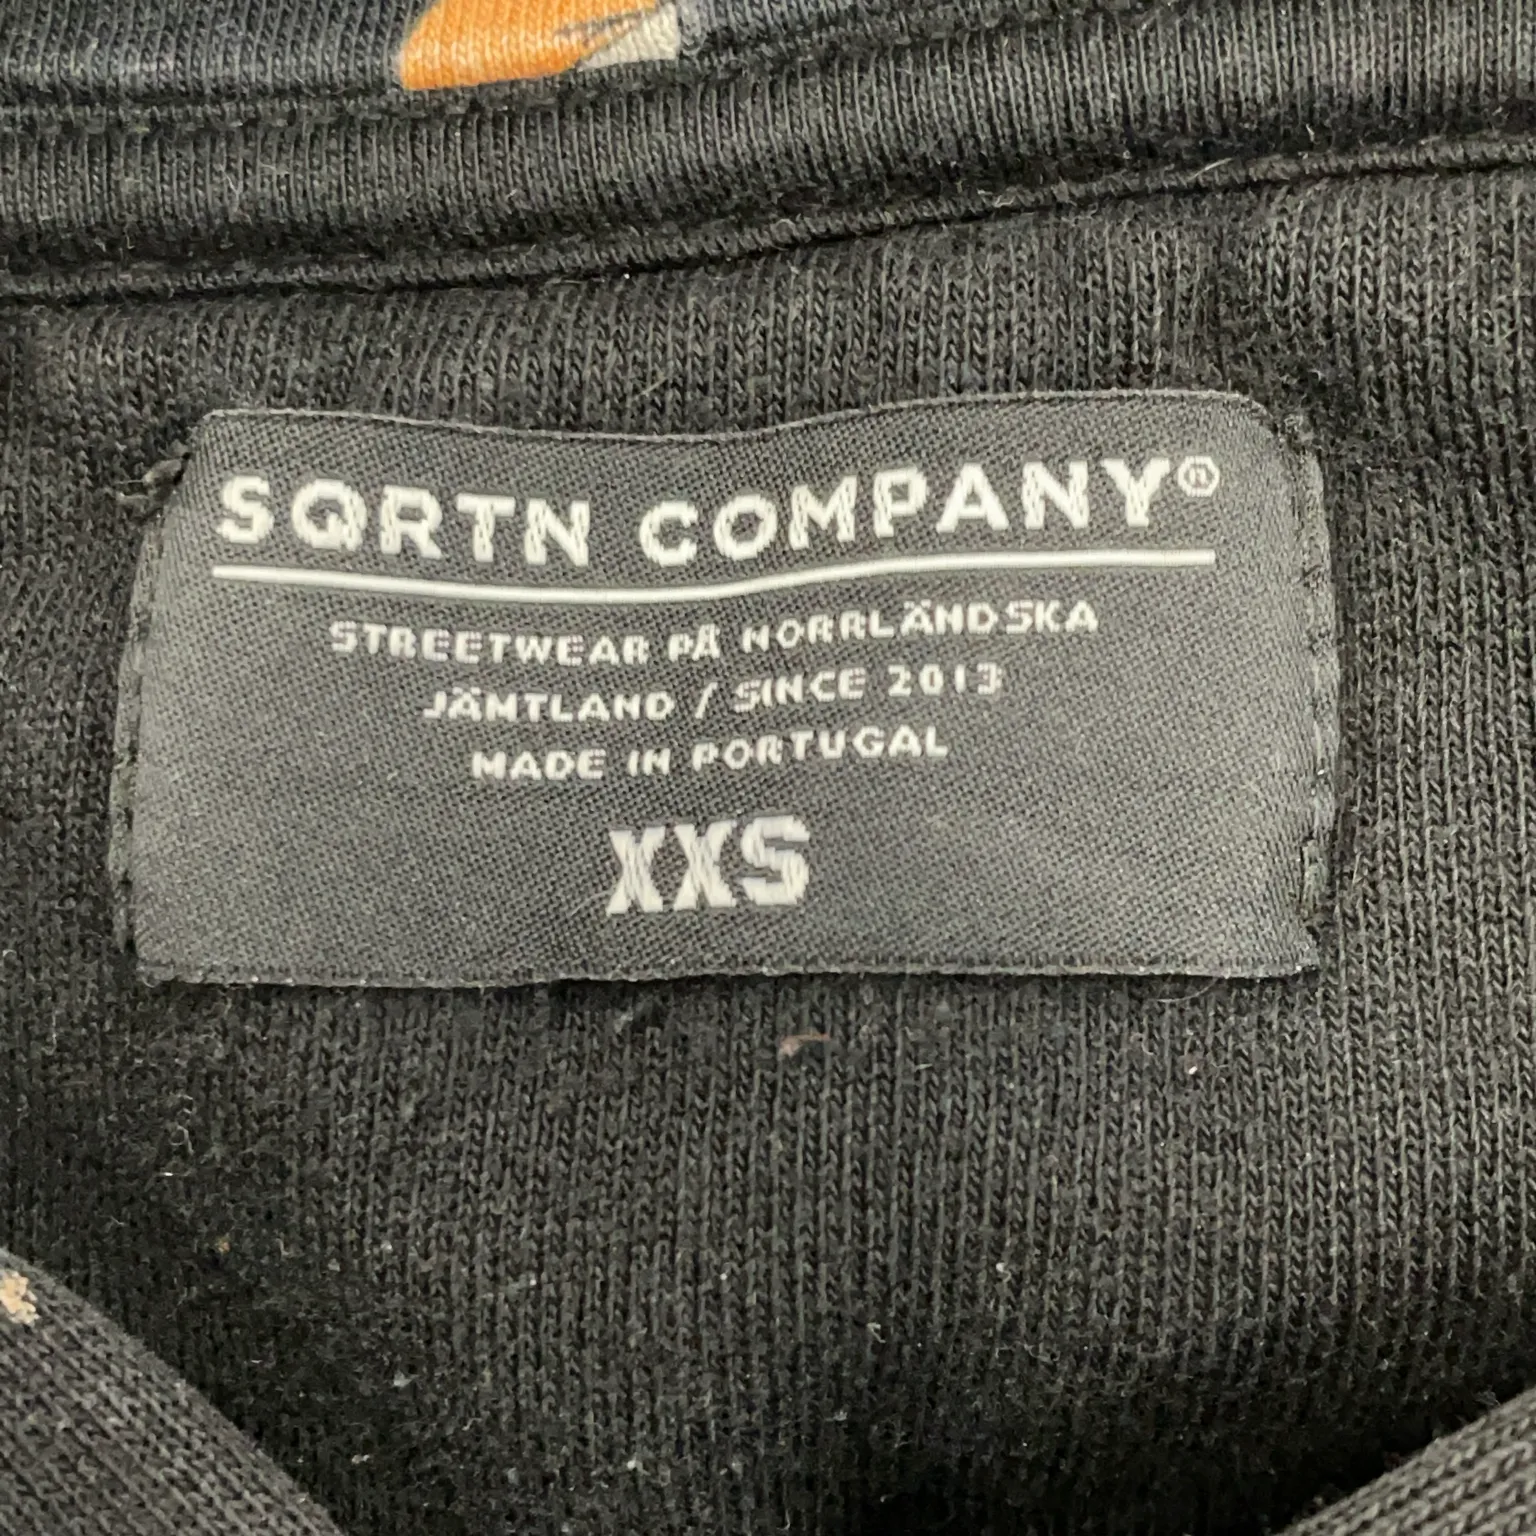 SQRTN COMPANY®
STREETWEAR PÅ NORRLÄNDSKA
JÄMTLAND / SINCE 2013
MADE IN PORTUGAL
XXS